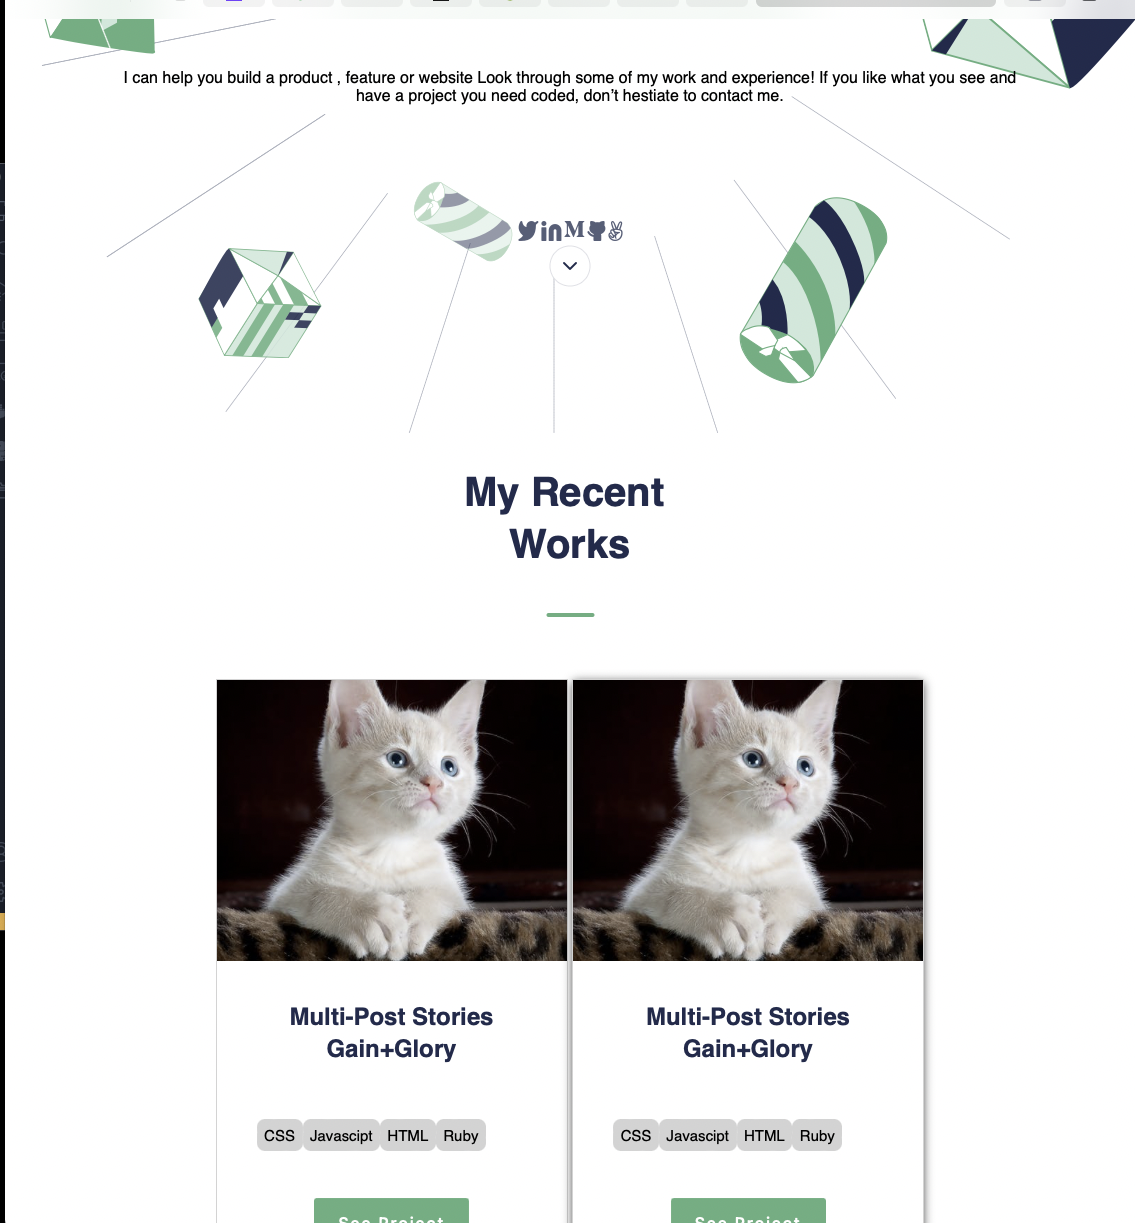 I can help you build a product , feature or website Look through some of my work and experience! If you like what you see and
have a project you need coded, don't hestiate to contact me.
My Recent
Works
Multi-Post Stories
Gain+Glory
CSS Javascipt HTML Ruby
See Project
Multi-Post Stories
Gain+Glory
CSS Javascipt HTML Ruby
See Project